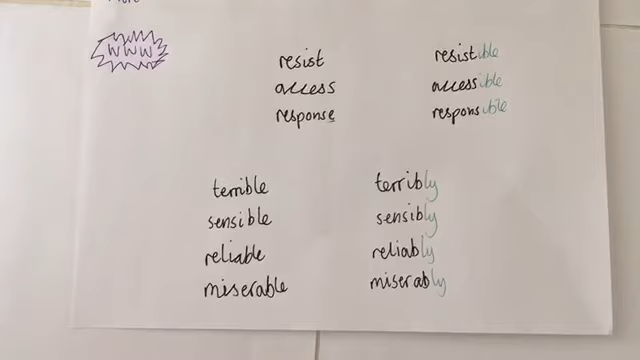 WWW
resist resistible
access accessible
response responsible
terrible terribly
sensible sensibly
reliable reliably
miserable miserably